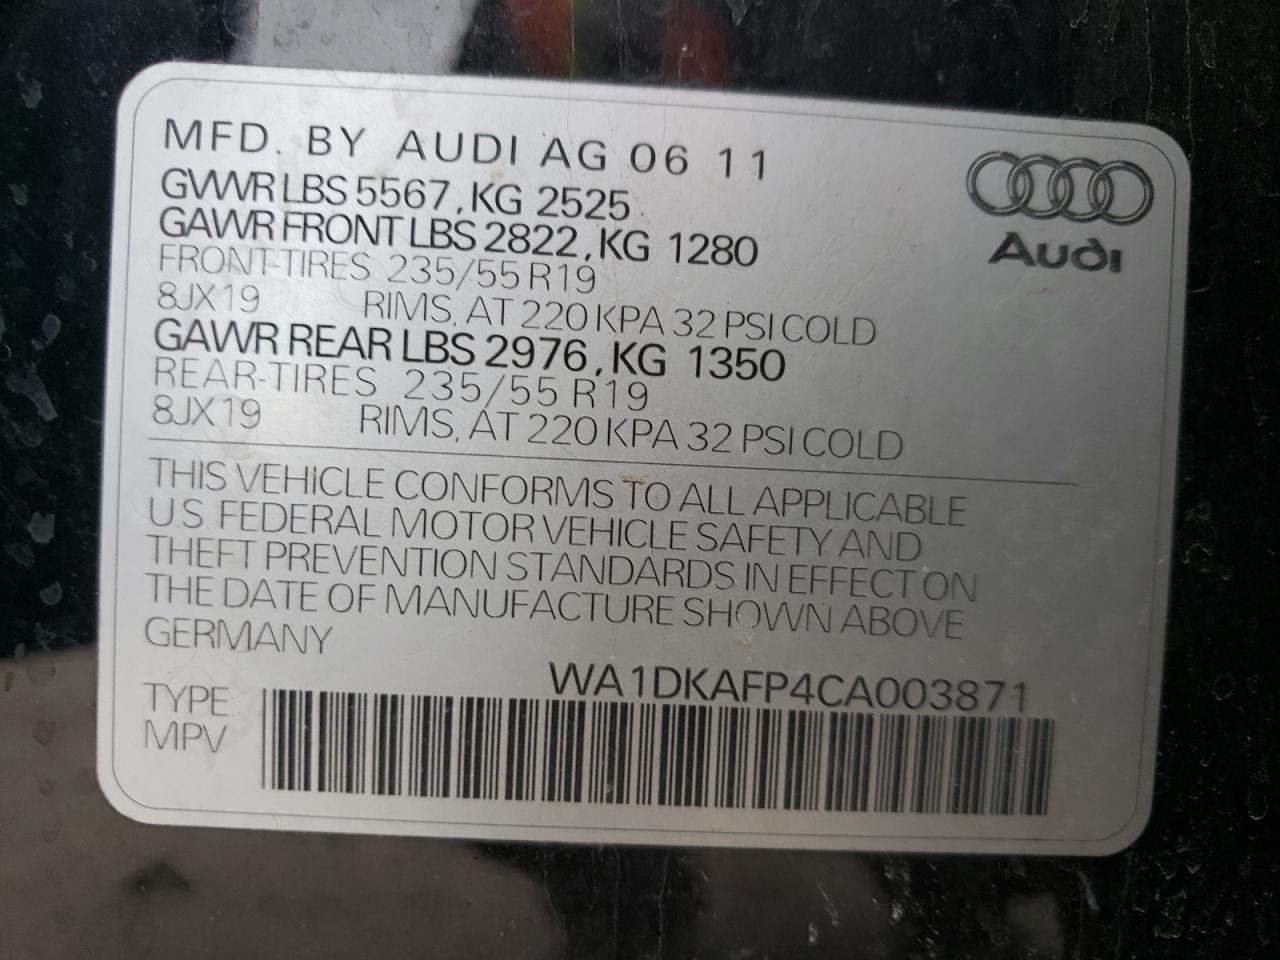 MFD. BY AUDI AG 06 11
GVWR LBS 5567, KG 2525
GAWR FRONT LBS 2822, KG 1280
FRONT-TIRES 235/55 R19
8JX19 RIMS, AT 220 KPA 32 PSI COLD
GAWR REAR LBS 2976, KG 1350
REAR-TIRES 235/55 R19
8JX19 RIMS, AT 220 KPA 32 PSI COLD
Audi
THIS VEHICLE CONFORMS TO ALL APPLICABLE
U.S. FEDERAL MOTOR VEHICLE SAFETY AND
THEFT PREVENTION STANDARDS IN EFFECT ON
THE DATE OF MANUFACTURE SHOWN ABOVE
GERMANY
WA1DKAFP4CA003871
TYPE
MPV